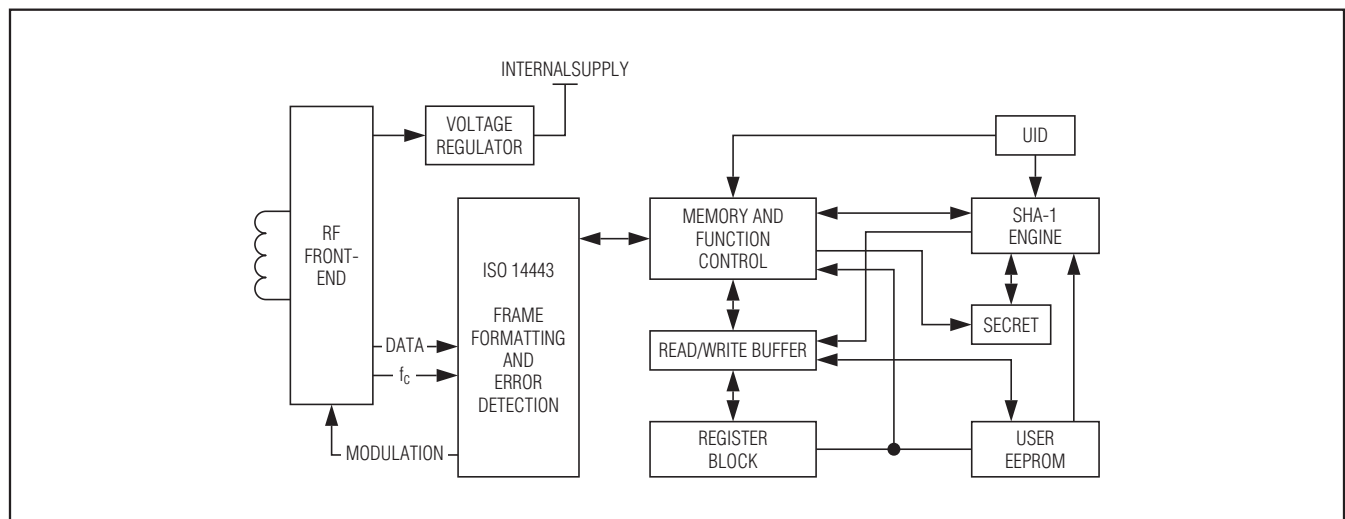 INTERNALSUPPLY
VOLTAGE
REGULATOR
RF
FRONT-
END
DATA
fC
MODULATION
ISO 14443
FRAME
FORMATTING
AND
ERROR
DETECTION
MEMORY AND
FUNCTION
CONTROL
READ/WRITE BUFFER
REGISTER
BLOCK
UID
SHA-1
ENGINE
SECRET
USER
EEPROM